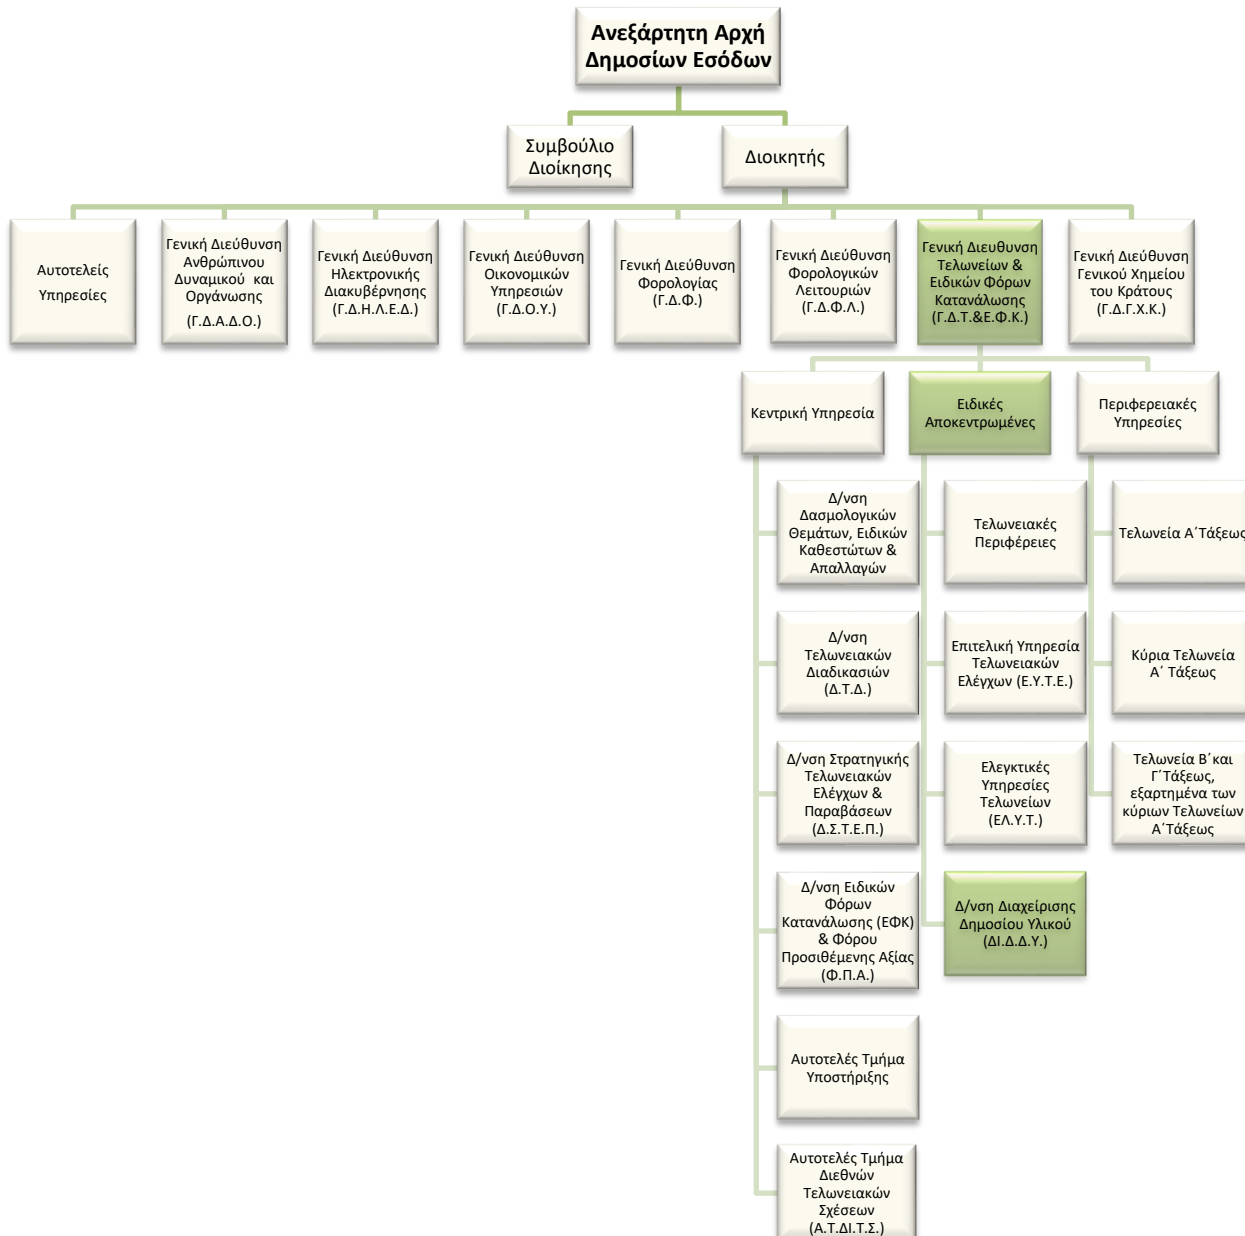 Ανεξάρτητη Αρχή
Δημοσίων Εσόδων
Συμβούλιο
Διοίκησης
Διοικητής
Αυτοτελείς
Υπηρεσίες
Γενική Διεύθυνση
Ανθρώπινου
Δυναμικού και
Οργάνωσης
(Γ.Δ.Α.Δ.Ο.)
Γενική Διεύθυνση
Ηλεκτρονικής
Διακυβέρνησης
(Γ.Δ.Η.Λ.Ε.Δ.)
Γενική Διεύθυνση
Οικονομικών
Υπηρεσιών
(Γ.Δ.Ο.Υ.)
Γενική Διεύθυνση
Φορολογίας
(Γ.Δ.Φ.)
Γενική Διεύθυνση
Φορολογικών
Λειτουριών
(Γ.Δ.Φ.Λ.)
Γενική Διευθυνση
Τελωνείων &
Ειδικών Φόρων
Κατανάλωσης
(Γ.Δ.Τ.&Ε.Φ.Κ.)
Γενική Διεύθυνση
Γενικού Χημείου
του Κράτους
(Γ.Δ.Γ.Χ.Κ.)
Κεντρική Υπηρεσία
Ειδικές
Αποκεντρωμένες
Περιφερειακές
Υπηρεσίες
Δ/νση
Δασμολογικών
Θεμάτων, Ειδικών
Καθεστώτων &
Απαλλαγών
Δ/νση
Τελωνειακών
Διαδικασιών
(Δ.Τ.Δ.)
Δ/νση Στρατηγικής
Τελωνειακών
Ελέγχων &
Παραβάσεων
(Δ.Σ.Τ.Ε.Π.)
Δ/νση Ειδικών
Φόρων
Κατανάλωσης (ΕΦΚ)
& Φόρου
Προσιθέμενης Αξίας
(Φ.Π.Α.)
Αυτοτελές Τμήμα
Υποστήριξης
Αυτοτελές Τμήμα
Διεθνών
Τελωνειακών
Σχέσεων
(Α.Τ.ΔΙ.Τ.Σ.)
Τελωνειακές
Περιφέρειες
Επιτελική Υπηρεσία
Τελωνειακών
Ελέγχων (Ε.Υ.Τ.Ε.)
Ελεγκτικές
Υπηρεσίες
Τελωνείων
(ΕΛ.Υ.Τ.)
Δ/νση Διαχείρισης
Δημοσίου Υλικού
(ΔΙ.Δ.Δ.Υ.)
Τελωνεία Α΄Τάξεως
Κύρια Τελωνεία
Α΄ Τάξεως
Τελωνεία Β΄και
Γ΄Τάξεως,
εξαρτημένα των
κύριων Τελωνείων
Α΄Τάξεως